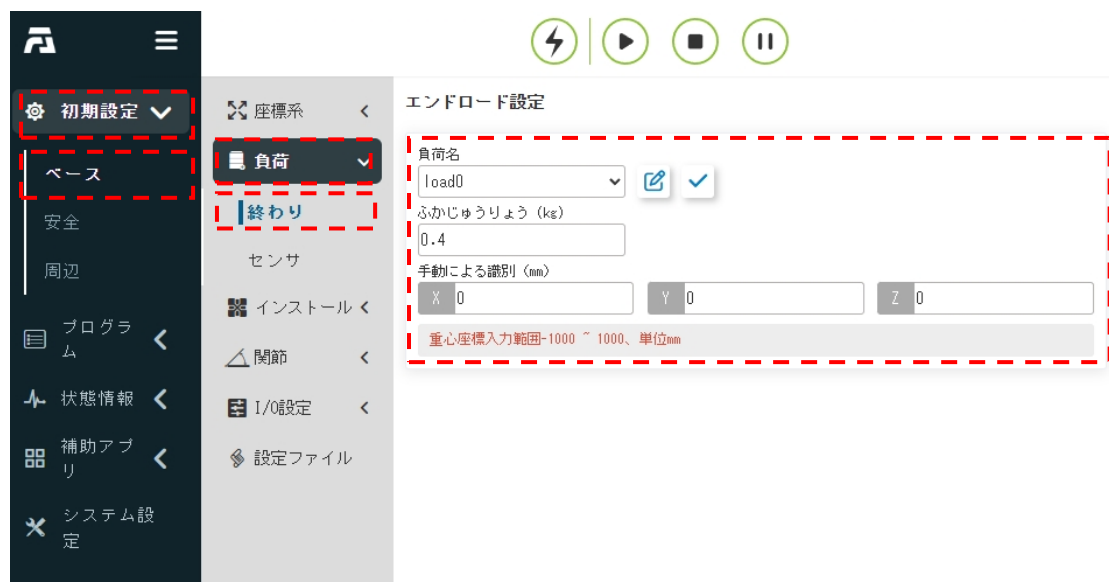 初期設定
ベース
安全
周辺
プログラ
ム
状態情報
補助アプ
リ
システム設
定
座標系
負荷
終わり
センサ
インストール
関節
I/O設定
設定ファイル
エンドロード設定
負荷名
load0
ふかじゅうりょう (kg)
0.4
手動による識別 (mm)
X 0 Y 0 Z 0
重心座標入力範囲-1000 ~ 1000、単位mm